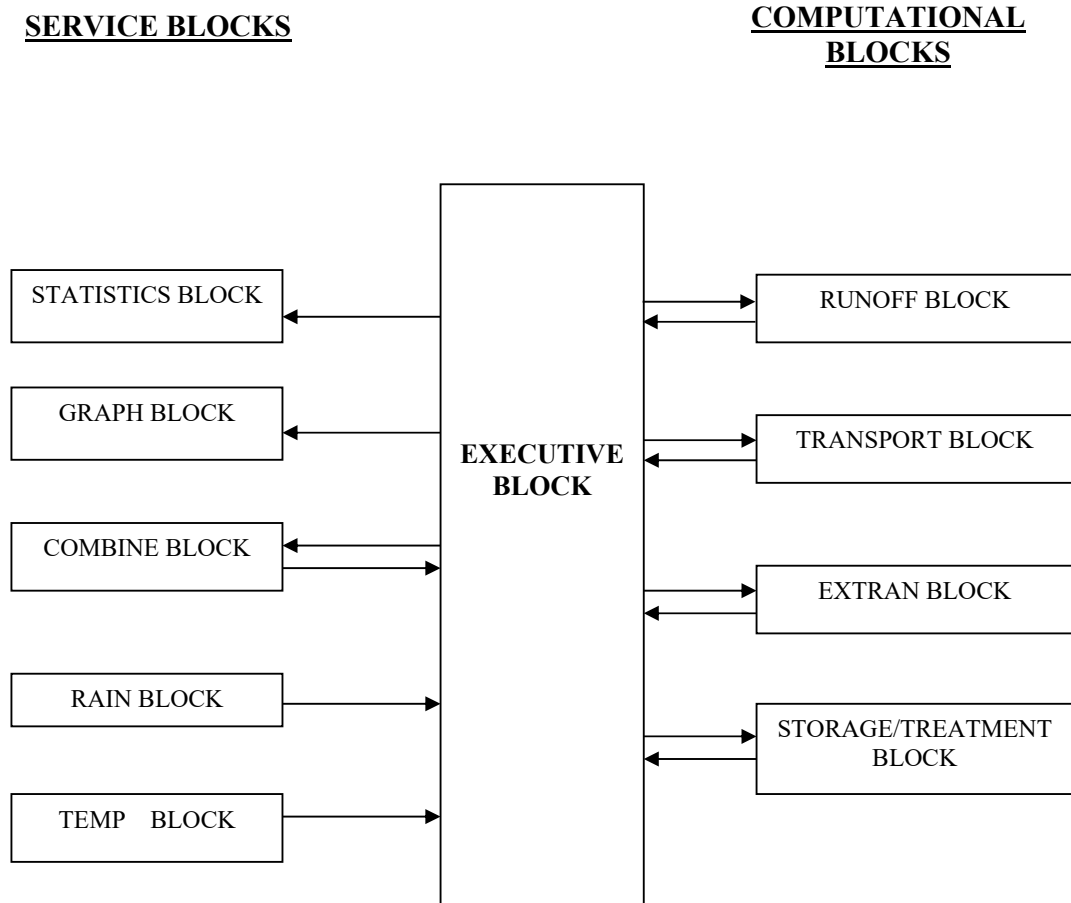 SERVICE BLOCKS
COMPUTATIONAL
BLOCKS
STATISTICS BLOCK
GRAPH BLOCK
COMBINE BLOCK
RAIN BLOCK
TEMP BLOCK
EXECUTIVE
BLOCK
RUNOFF BLOCK
TRANSPORT BLOCK
EXTRAN BLOCK
STORAGE/TREATMENT
BLOCK